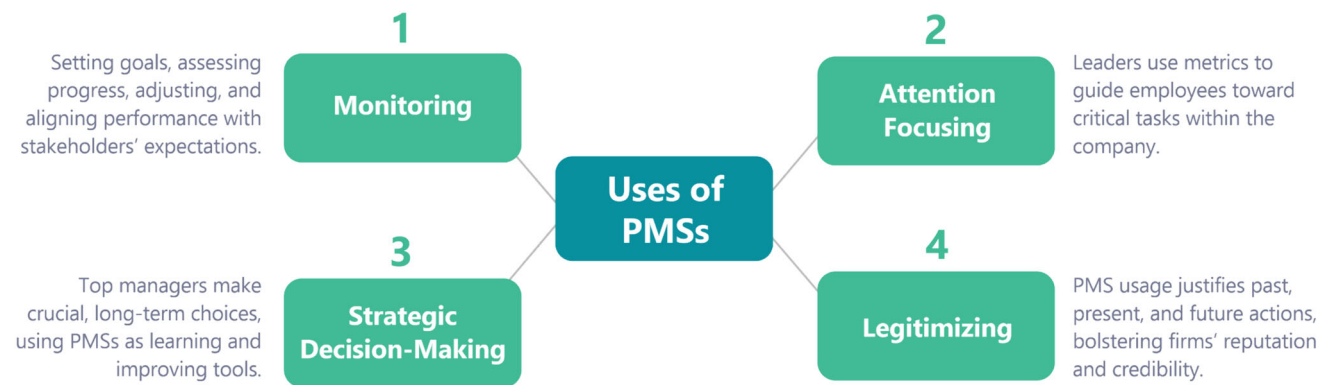 1
Setting goals, assessing
progress, adjusting, and
aligning performance with
stakeholders’ expectations.
Monitoring
2
Attention
Focusing
Leaders use metrics to
guide employees toward
critical tasks within the
company.
Uses of
PMSs
3
Top managers make
crucial, long-term choices,
using PMSs as learning and
improving tools.
Strategic
Decision-Making
4
Legitimizing
PMS usage justifies past,
present, and future actions,
bolstering firms’ reputation
and credibility.